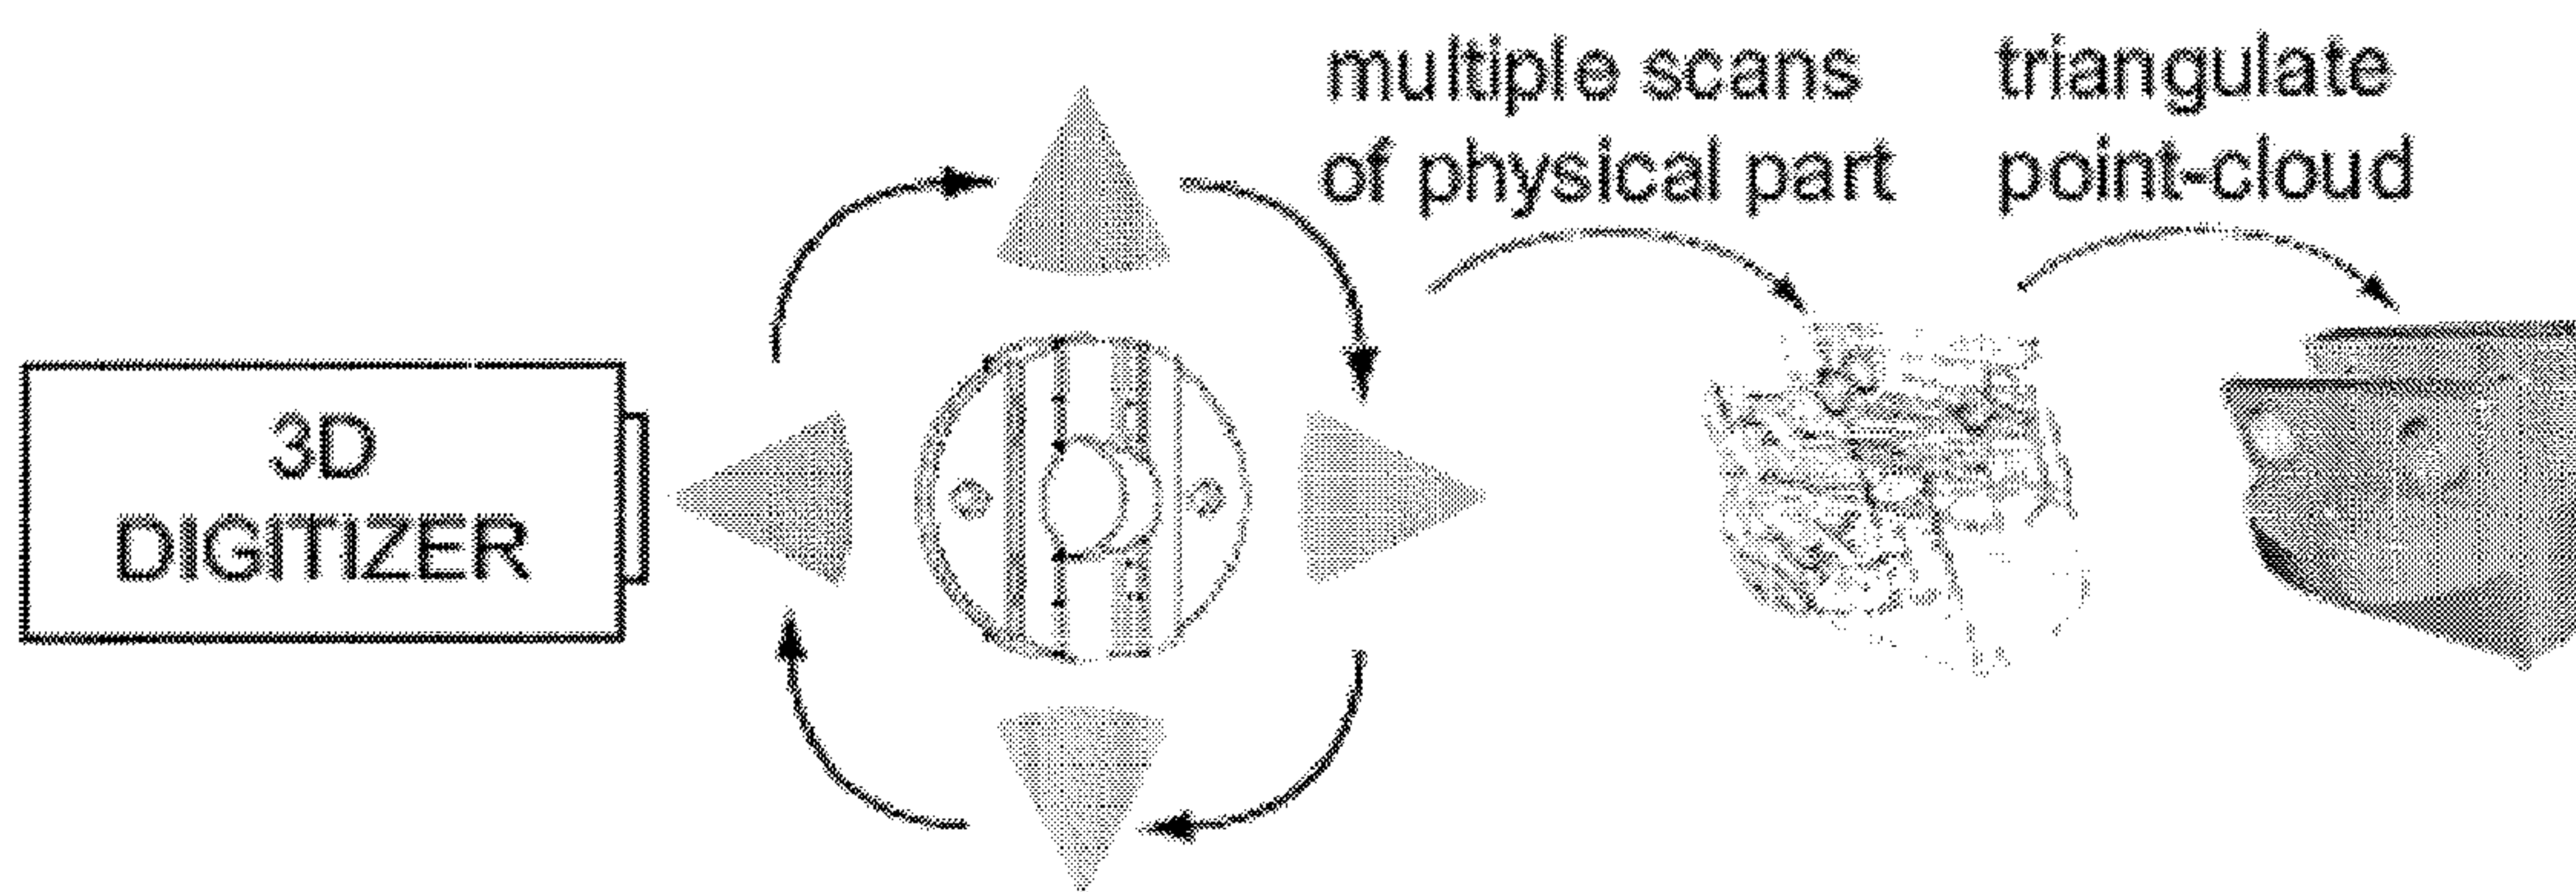 multiple scans
of physical part
triangulate
point-cloud
3D
DIGITIZER